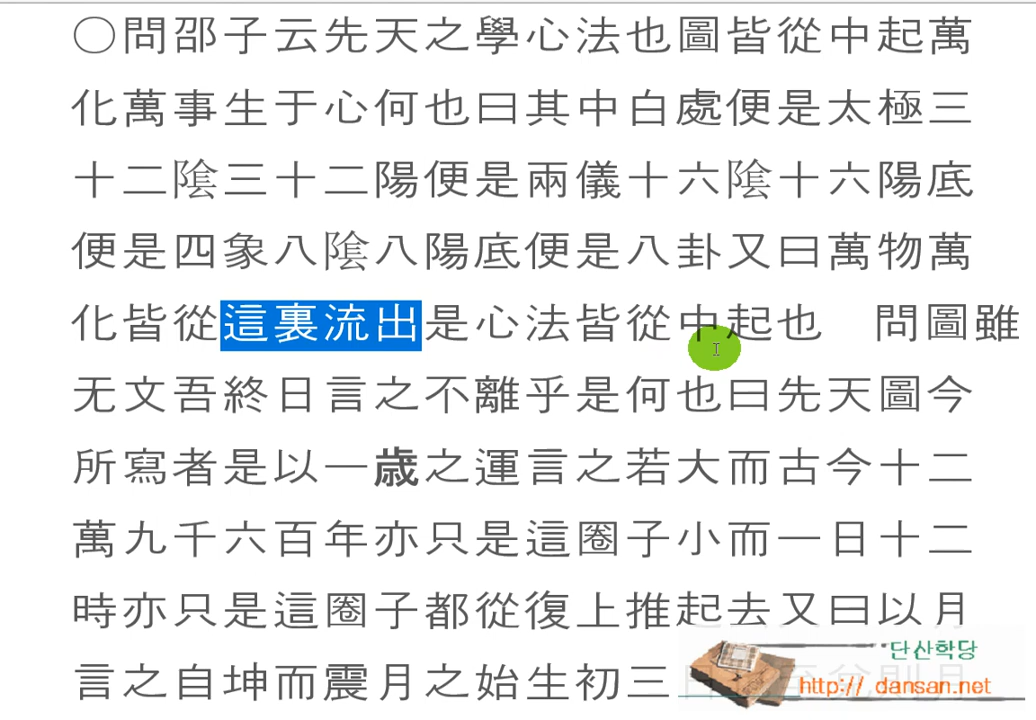 〇問邵子云先天之學心法也圖皆從中起萬
化萬事生于心何也曰其中白處便是太極三
十二陰三十二陽便是兩儀十六陰十六陽底
便是四象八陰八陽底便是八卦又曰萬物萬
化皆從這裏流出是心法皆從中起也　問圖雖
无文吾終日言之不離乎是何也曰先天圖今
所寫者是以一歳之運言之若大而古今十二
萬九千六百年亦只是這圈子小而一日十二
時亦只是這圈子都從復上推起去又曰以月
言之自坤而震月之始生初三
단산학당
http:// dansan.net